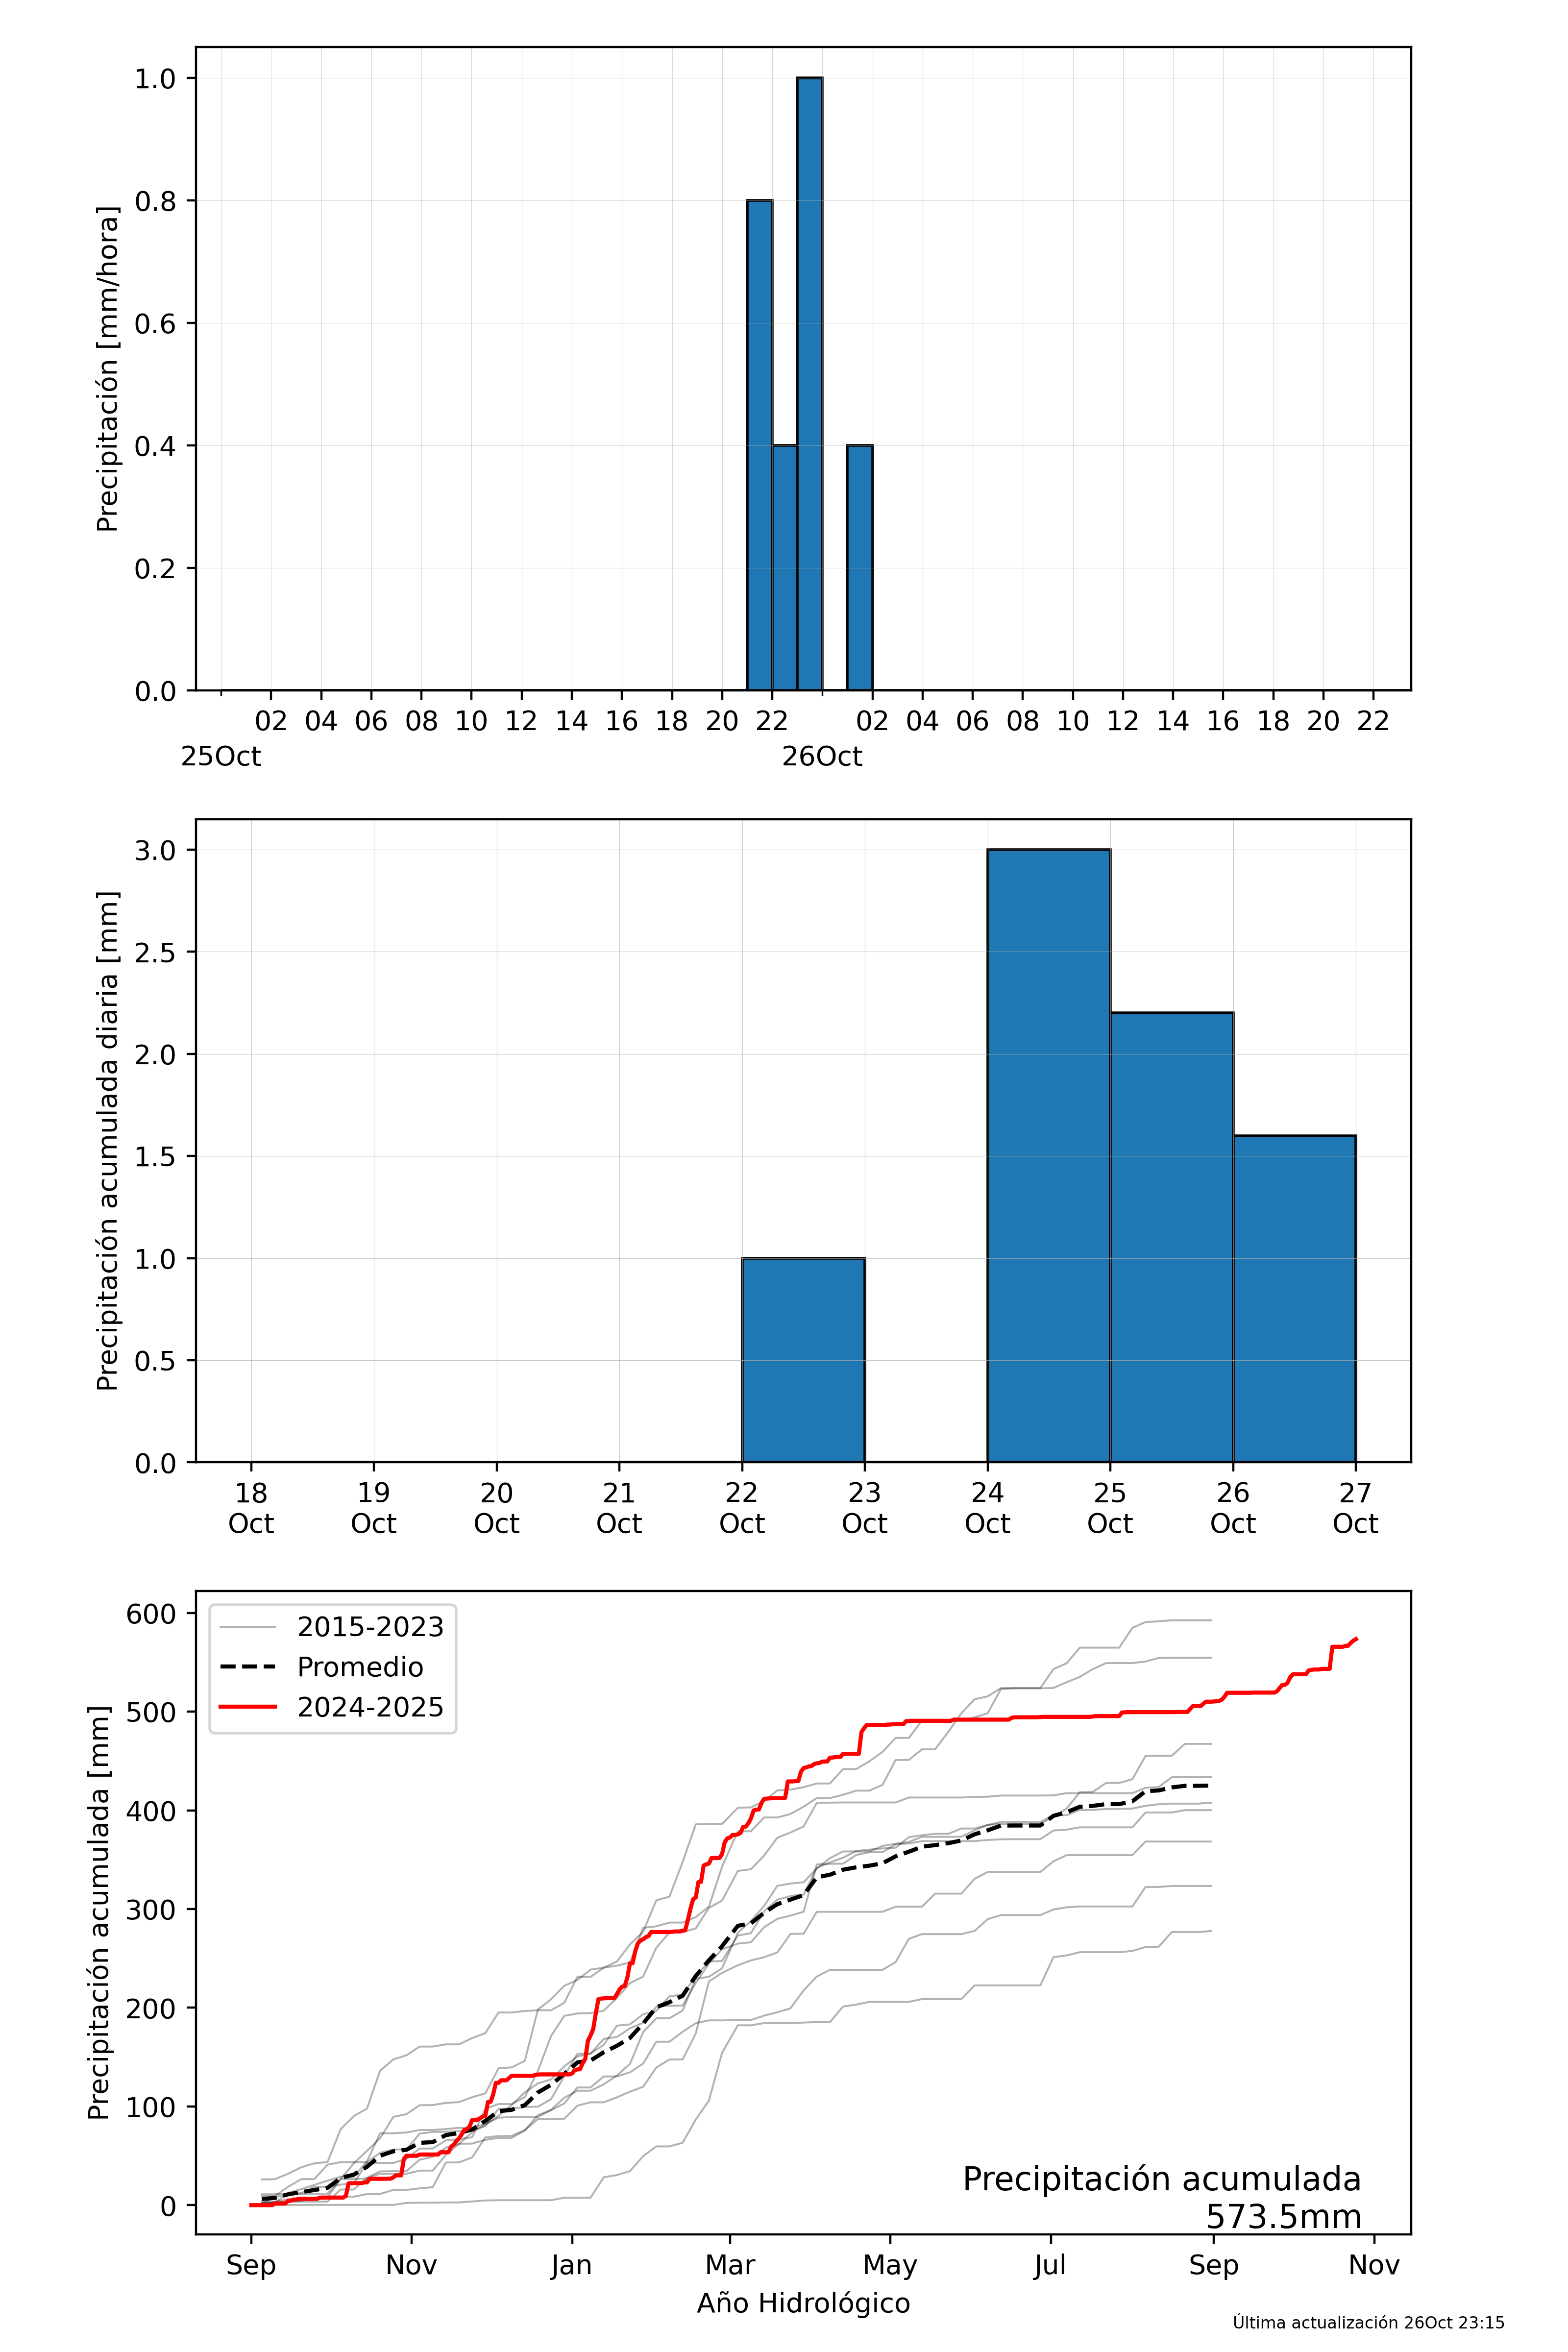 Precipitación [mm/hora]
1.0
0.8
0.6
0.4
0.2
0.0
02 04 06 08 10 12 14 16 18 20 22 02 04 06 08 10 12 14 16 18 20 22
25Oct 26Oct
Precipitación acumulada diaria [mm]
3.0
2.5
2.0
1.5
1.0
0.5
0.0
18 19 20 21 22 23 24 25 26 27
Oct Oct Oct Oct Oct Oct Oct Oct Oct Oct
Precipitación acumulada [mm]
600
500
400
300
200
100
0
2015-2023
Promedio
2024-2025
Precipitación acumulada
573.5mm
Sep Nov Jan Mar May Jul Sep Nov
Año Hidrológico
Última actualización 26Oct 23:15